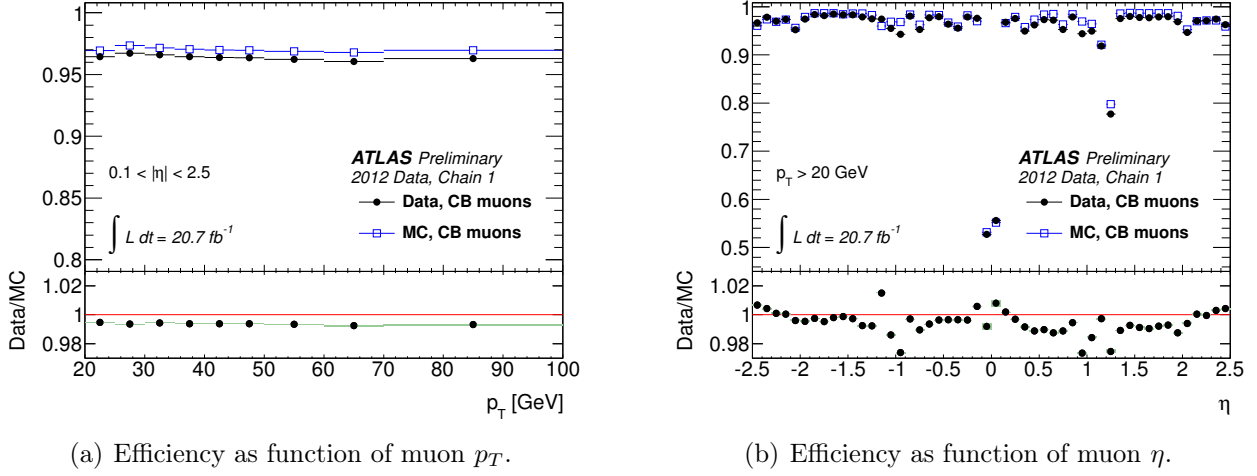 1
0.95
0.9
0.85
0.8
0.1 < |η| < 2.5
∫ L dt = 20.7 fb⁻¹
ATLAS Preliminary
2012 Data, Chain 1
Data, CB muons
MC, CB muons
Data/MC
1.02
1
0.98
20 30 40 50 60 70 80 90 100
p_T [GeV]
(a) Efficiency as function of muon p_T.
1
0.9
0.8
0.7
0.6
0.5
p_T > 20 GeV
∫ L dt = 20.7 fb⁻¹
ATLAS Preliminary
2012 Data, Chain 1
Data, CB muons
MC, CB muons
Data/MC
1.02
1
0.98
-2.5 -2 -1.5 -1 -0.5 0 0.5 1 1.5 2 2.5
η
(b) Efficiency as function of muon η.